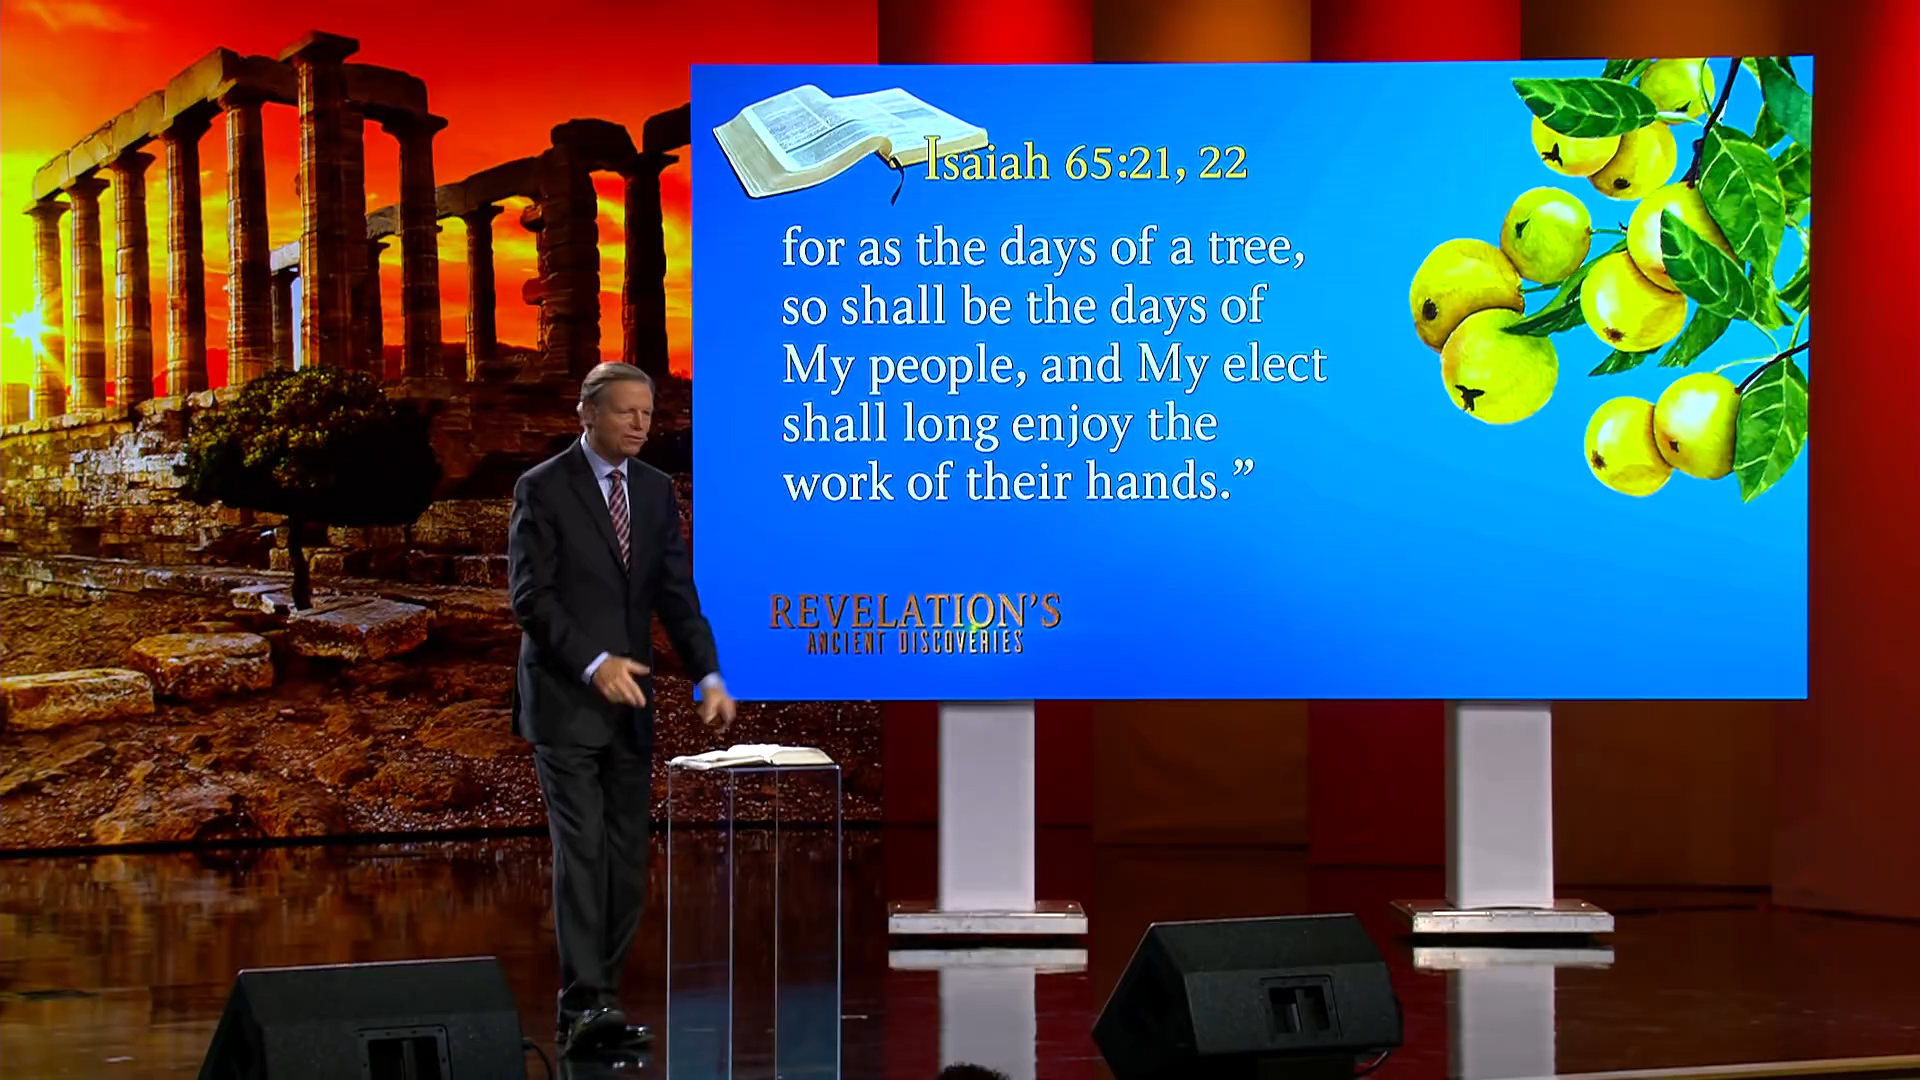 Isaiah 65:21, 22
for as the days of a tree,
so shall be the days of
My people, and My elect
shall long enjoy the
work of their hands.”
REVELATION’S
ANCIENT DISCOVERIES